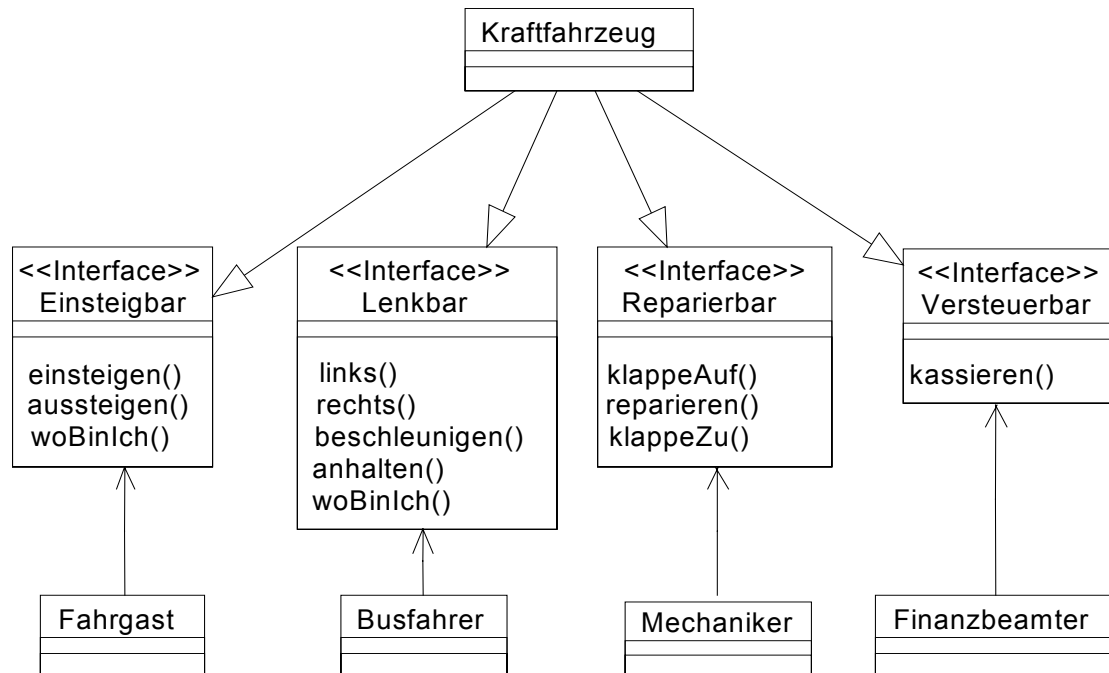 Kraftfahrzeug
<<Interface>>
Einsteigbar
einsteigen()
aussteigen()
woBinIch()
<<Interface>>
Lenkbar
links()
rechts()
beschleunigen()
anhalten()
woBinIch()
<<Interface>>
Reparierbar
klappeAuf()
reparieren()
klappeZu()
<<Interface>>
Versteuerbar
kassieren()
Fahrgast
Busfahrer
Mechaniker
Finanzbeamter